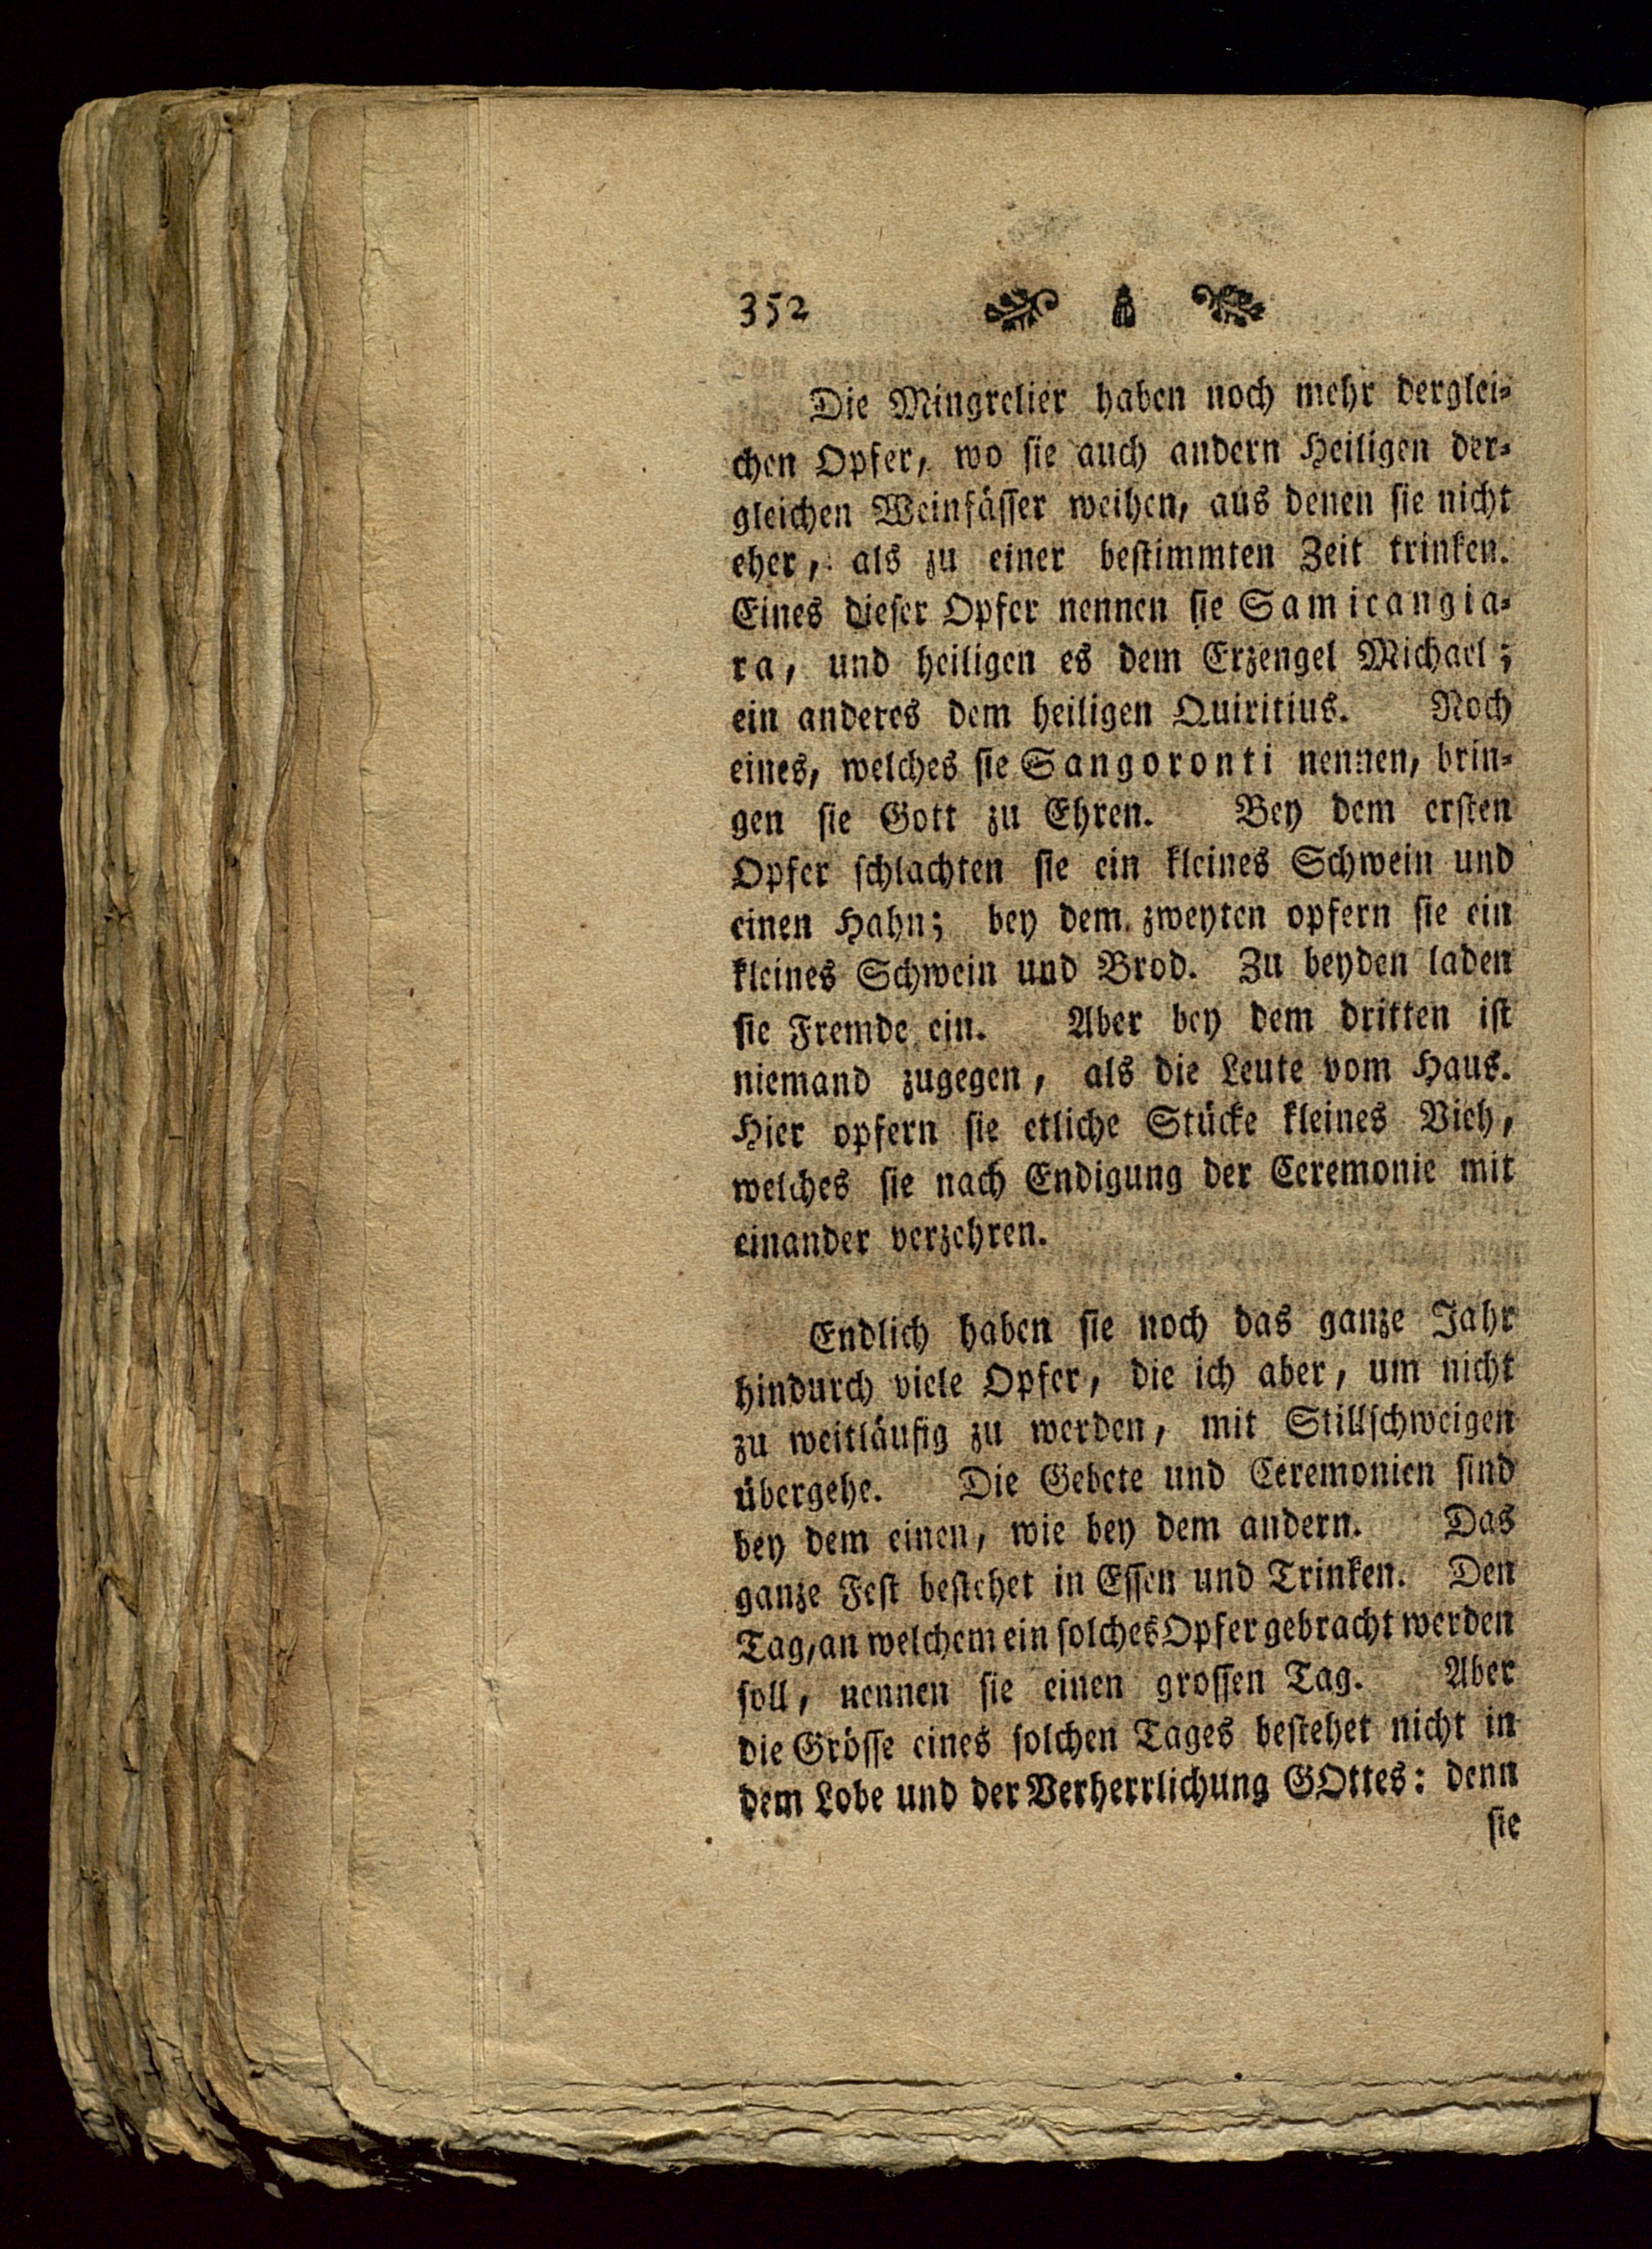 352
Die Mingrelier haben noch mehr derglei-
chen Opfer, wo sie auch andern Heiligen der-
gleichen Weinfässer weihen, aus denen sie nicht
eher, als zu einer bestimmten Zeit trinken.
Eines dieser Opfer nennen sie Samicangia-
ra, und heiligen es dem Erzengel Michael;
ein anderes dem heiligen Quiritius. Noch
eines, welches sie Sangoronti nennen, brin-
gen sie Gott zu Ehren. Bey dem ersten
Opfer schlachten sie ein kleines Schwein und
einen Hahn; bey dem zweyten opfern sie ein
kleines Schwein und Brod. Zu beyden laden
sie Fremde ein. Aber bey dem dritten ist
niemand zugegen, als die Leute vom Haus.
Hier opfern sie etliche Stücke kleines Vieh,
welches sie nach Endigung der Ceremonie mit
einander verzehren.
Endlich haben sie noch das ganze Jahr
hindurch viele Opfer, die ich aber, um nicht
zu weitläufig zu werden, mit Stillschweigen
übergehe. Die Gebete und Ceremonien sind
bey dem einen, wie bey dem andern. Das
ganze Fest bestehet in Essen und Trinken. Den
Tag, an welchem ein solches Opfer gebracht werden
soll, nennen sie einen grossen Tag. Aber
die Grösse eines solchen Tages bestehet nicht in
dem Lobe und der Verherrlichung GOttes: denn
sie